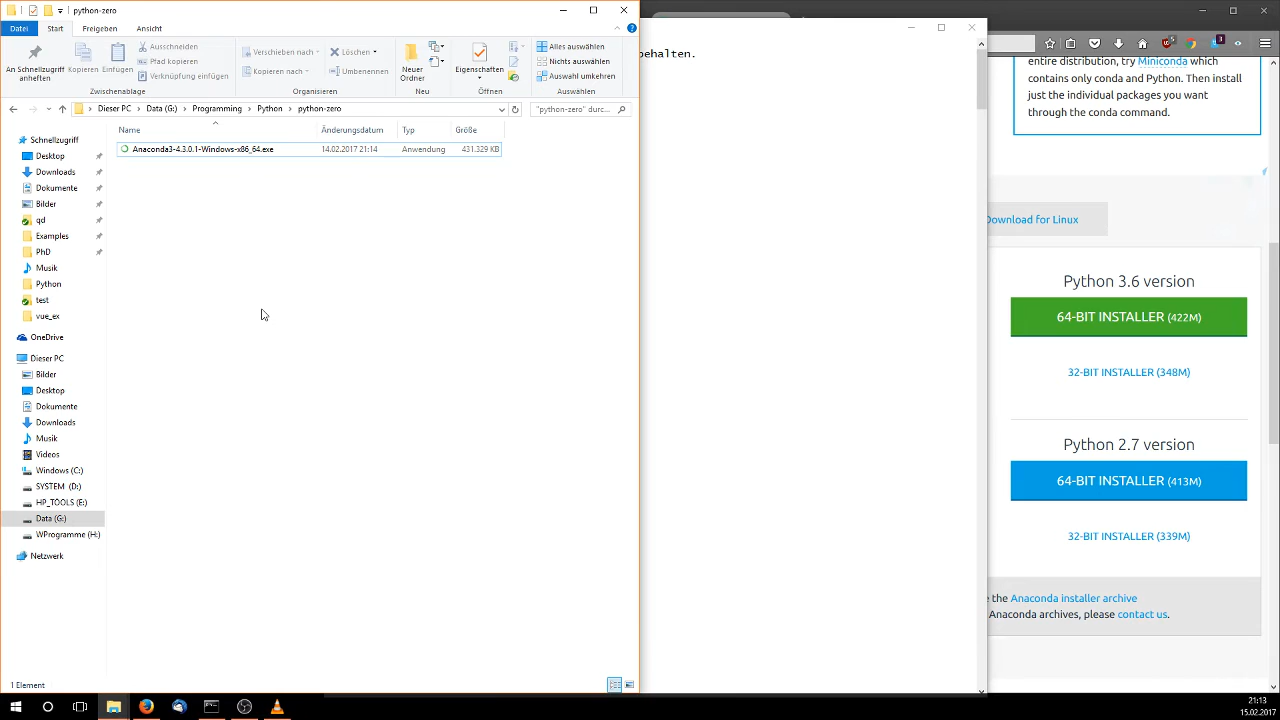 python-zero
Datei
Start
Freigeben
Ansicht
An Schnellzugriff
anheften
Kopieren
Einfügen
Ausschneiden
Pfad kopieren
Verknüpfung einfügen
Verschieben nach
Kopieren nach
Löschen
Umbenennen
Organisieren
Neuer
Ordner
Neu
Eigenschaften
Öffnen
Alles auswählen
Nichts auswählen
Auswahl umkehren
Auswählen
Dieser PC > Data (G:) > Programming > Python > python-zero
"python-zero" durc...
Name
Änderungsdatum
Typ
Größe
Anaconda3-4.3.0.1-Windows-x86_64.exe
14.02.2017 21:14
Anwendung
431.329 KB
Schnellzugriff
Desktop
Downloads
Dokumente
Bilder
qd
Examples
PhD
Musik
Python
test
vue_ex
OneDrive
Dieser PC
Bilder
Desktop
Dokumente
Downloads
Musik
Videos
Windows (C:)
SYSTEM (D:)
HP_TOOLS (E:)
Data (G:)
WProgramme (H:)
Netzwerk
1 Element
behalten.
entire distribution, try Miniconda which
contains only conda and Python. Then install
just the individual packages you want
through the conda command.
Download for Linux
Python 3.6 version
64-BIT INSTALLER (422M)
32-BIT INSTALLER (348M)
Python 2.7 version
64-BIT INSTALLER (413M)
32-BIT INSTALLER (339M)
e the Anaconda installer archive
Anaconda archives, please contact us.
21:13
15.02.2017